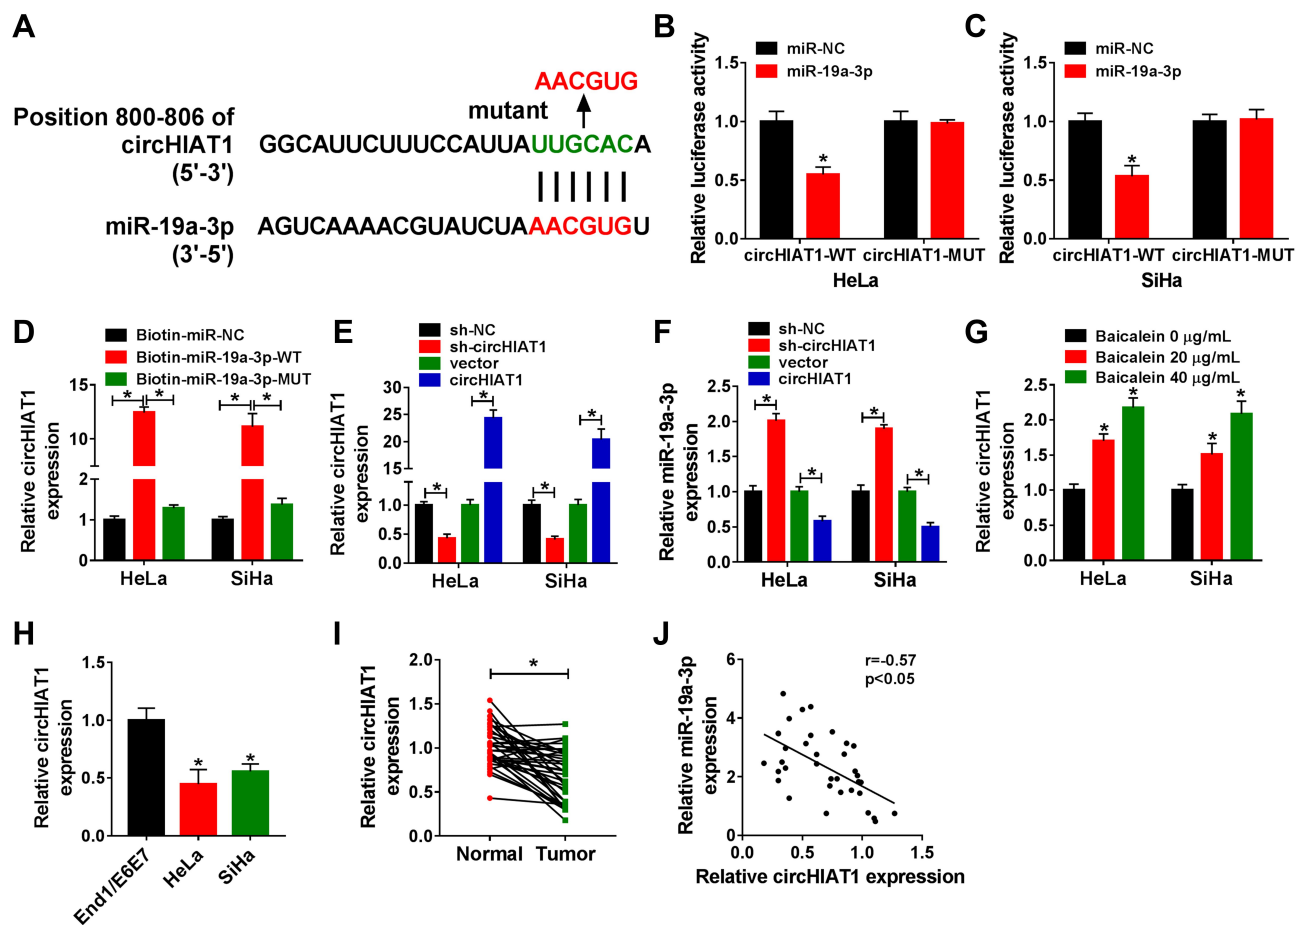 A
AACGUG
mutant
Position 800-806 of
circHIAT1
(5'-3')
GGCAUUCUUUCCAUUAUUGCACA
miR-19a-3p
(3'-5')
AGUCAAAACGUAUCUAAACGUGU
B
miR-NC
miR-19a-3p
Relative luciferase activity
1.5
1.0
0.5
0.0
*
circHIAT1-WT circHIAT1-MUT
HeLa
C
miR-NC
miR-19a-3p
Relative luciferase activity
1.5
1.0
0.5
0.0
*
circHIAT1-WT circHIAT1-MUT
SiHa
D
Biotin-miR-NC
Biotin-miR-19a-3p-WT
Biotin-miR-19a-3p-MUT
Relative circHIAT1
expression
15
10
2
1
0
* * * *
HeLa SiHa
E
sh-NC
sh-circHIAT1
vector
circHIAT1
Relative circHIAT1
expression
30
25
20
15
1.0
0.5
0.0
* * * *
HeLa SiHa
F
sh-NC
sh-circHIAT1
vector
circHIAT1
Relative miR-19a-3p
expression
2.5
2.0
1.5
1.0
0.5
0.0
* * * *
HeLa SiHa
G
Baicalein 0 μg/mL
Baicalein 20 μg/mL
Baicalein 40 μg/mL
Relative circHIAT1
expression
2.5
2.0
1.5
1.0
0.5
0.0
* * * *
HeLa SiHa
H
Relative circHIAT1
expression
1.5
1.0
0.5
0.0
* *
End1/E6E7 HeLa SiHa
I
Relative circHIAT1
expression
2.0
1.5
1.0
0.5
0.0
*
Normal Tumor
J
Relative miR-19a-3p
expression
6
4
2
0
r=-0.57
p<0.05
0.0 0.5 1.0 1.5
Relative circHIAT1 expression